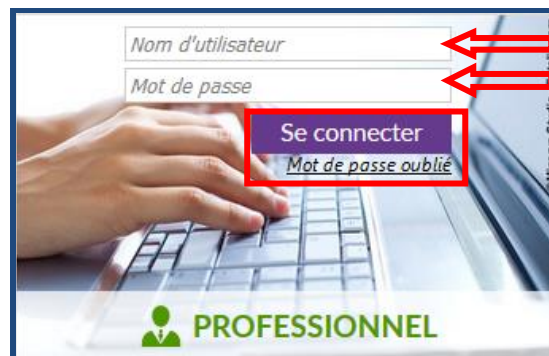 Nom d'utilisateur
Mot de passe
Se connecter
Mot de passe oublié
PROFESSIONNEL